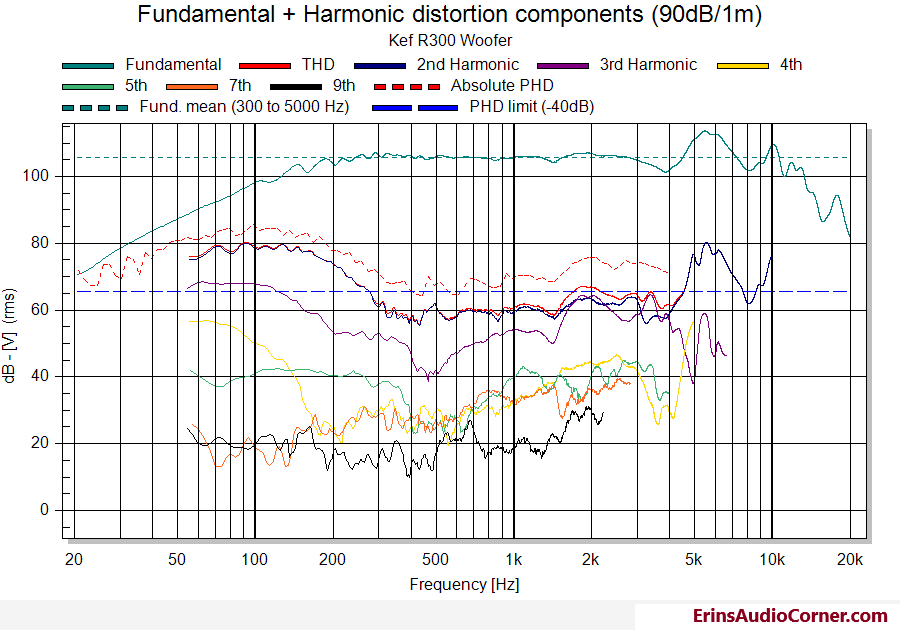 Fundamental + Harmonic distortion components (90dB/1m)
Kef R300 Woofer
Fundamental THD 2nd Harmonic 3rd Harmonic 4th
5th 7th 9th Absolute PHD
Fund. mean (300 to 5000 Hz) PHD limit (-40dB)
100
80
60
40
20
0
dB - [V] (rms)
20 50 100 200 500 1k 2k 5k 10k 20k
Frequency [Hz]
ErinsAudioCorner.com